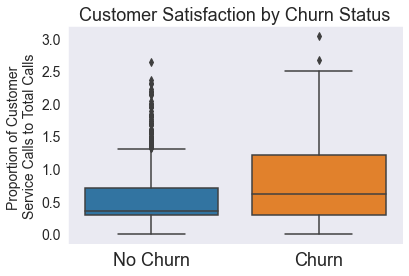 Customer Satisfaction by Churn Status
Proportion of Customer
Service Calls to Total Calls
3.0
2.5
2.0
1.5
1.0
0.5
0.0
No Churn
Churn